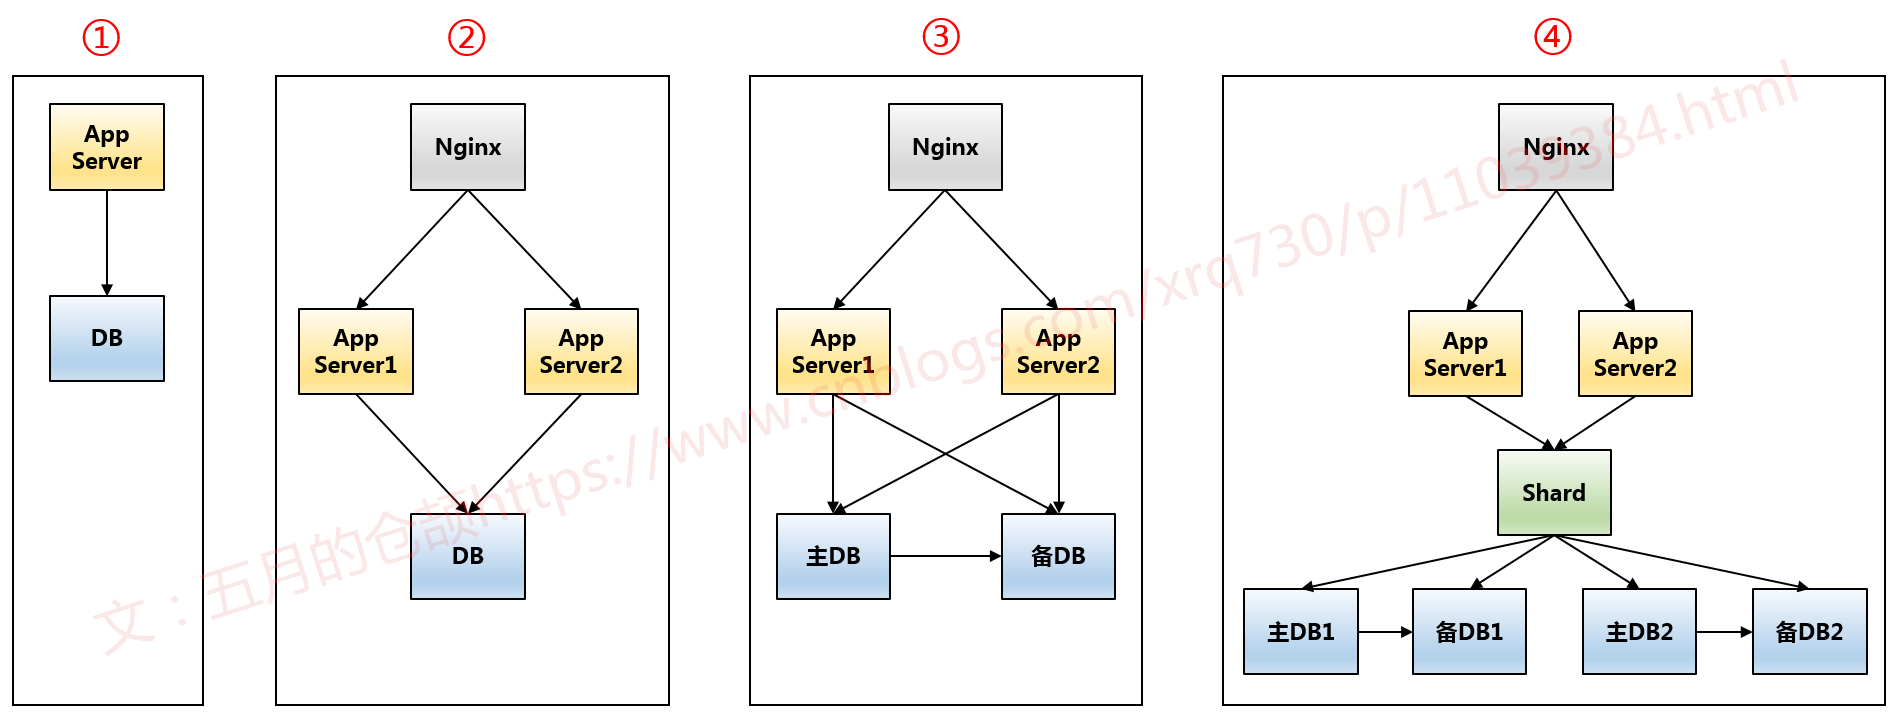 ①
App
Server
DB
②
Nginx
App
Server1
App
Server2
DB
③
Nginx
App
Server1
App
Server2
主DB
备DB
④
Nginx
App
Server1
App
Server2
Shard
主DB1
备DB1
主DB2
备DB2
文：五月的仓颉https://www.cnblogs.com/xrq730/p/11039384.html